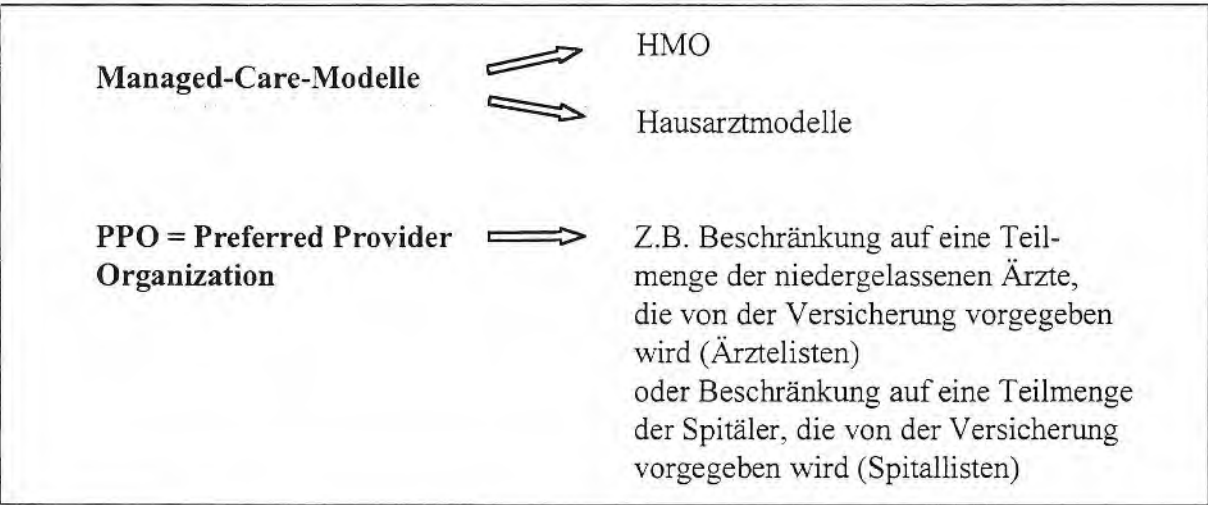 Managed-Care-Modelle
HMO
Hausarztmodelle
PPO = Preferred Provider
Organization
Z.B. Beschränkung auf eine Teil-
menge der niedergelassenen Ärzte,
die von der Versicherung vorgegeben
wird (Ärztelisten)
oder Beschränkung auf eine Teilmenge
der Spitäler, die von der Versicherung
vorgegeben wird (Spitallisten)